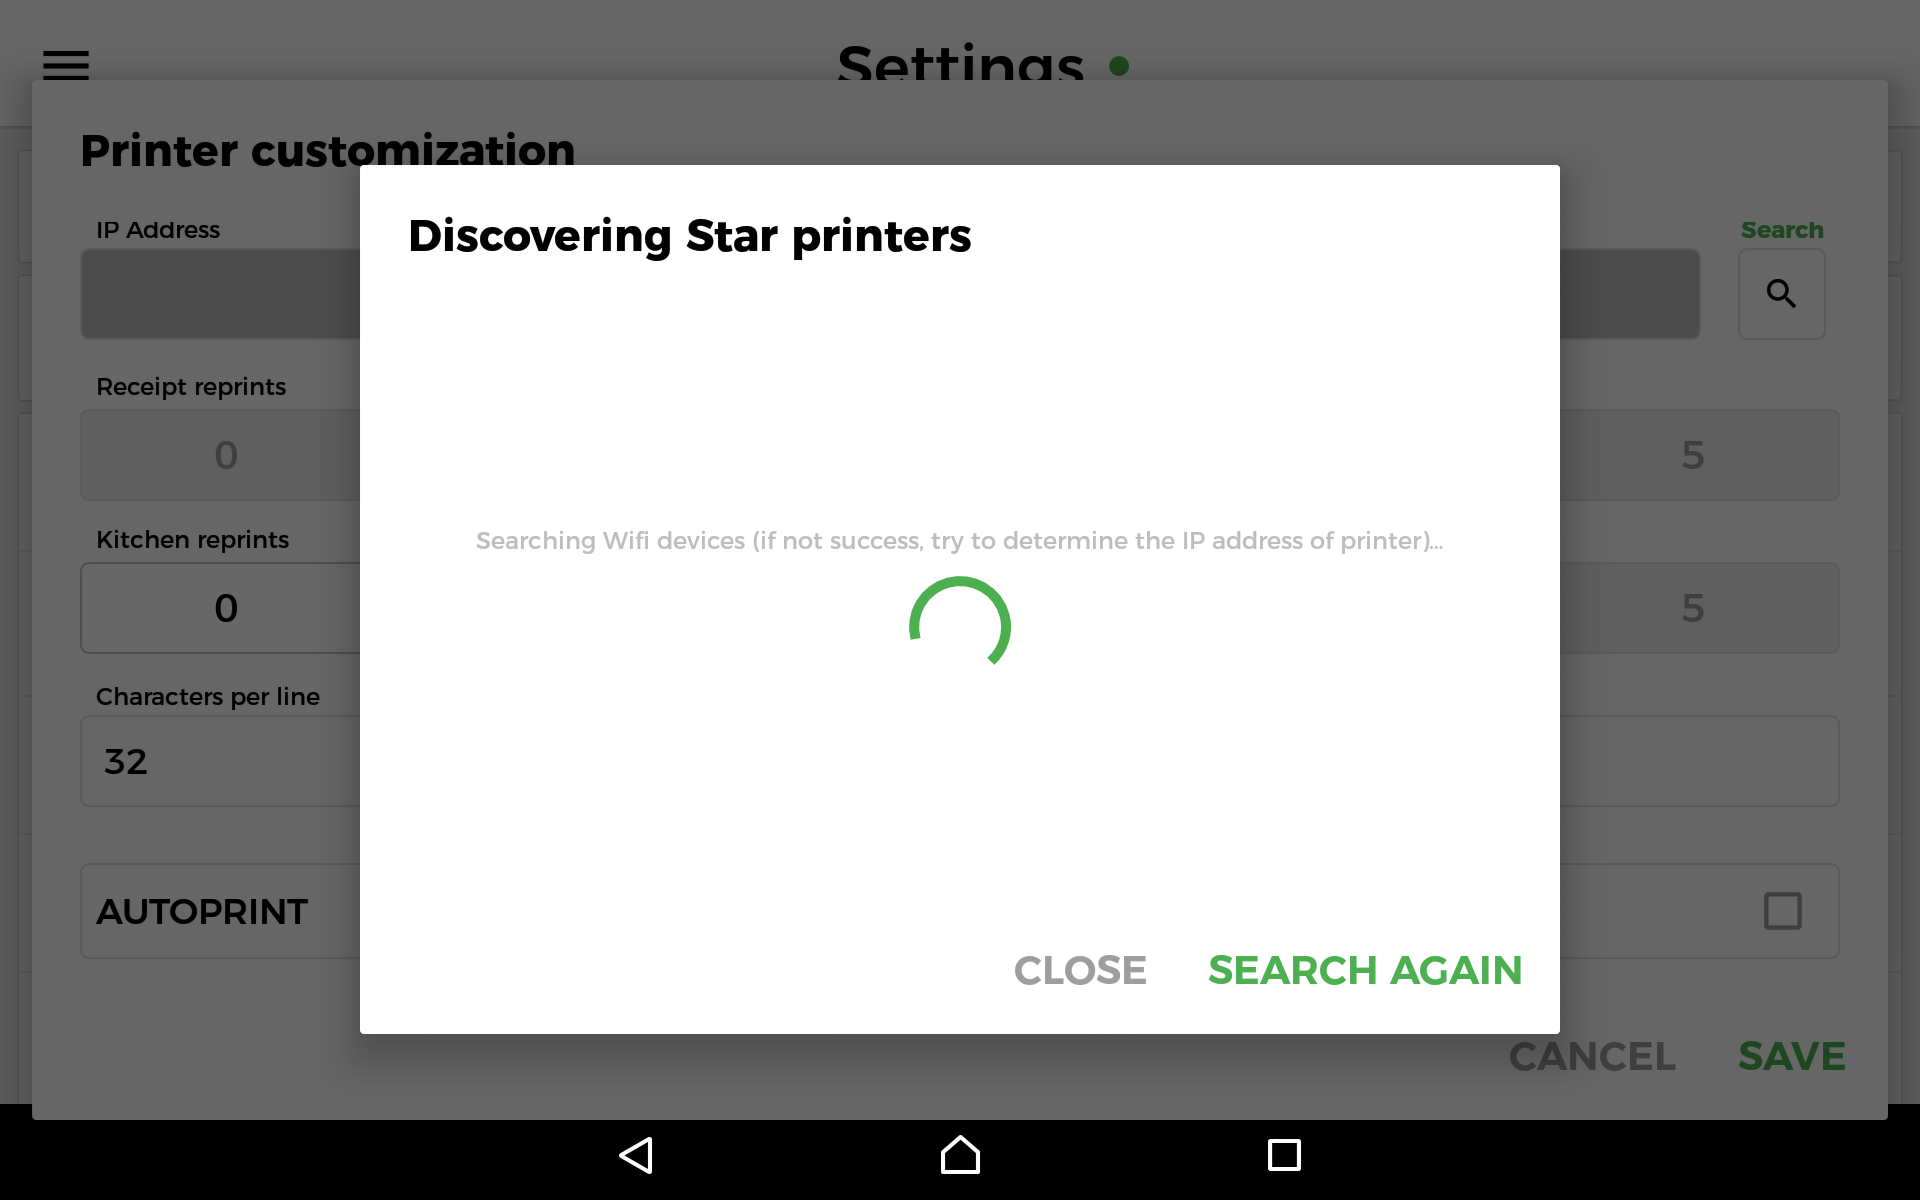 Settings
Printer customization
Discovering Star printers
IP Address
Search
Receipt reprints
0
5
Searching Wifi devices (if not success, try to determine the IP address of printer)...
Kitchen reprints
0
5
Characters per line
32
AUTOPRINT
CLOSE
SEARCH AGAIN
CANCEL
SAVE